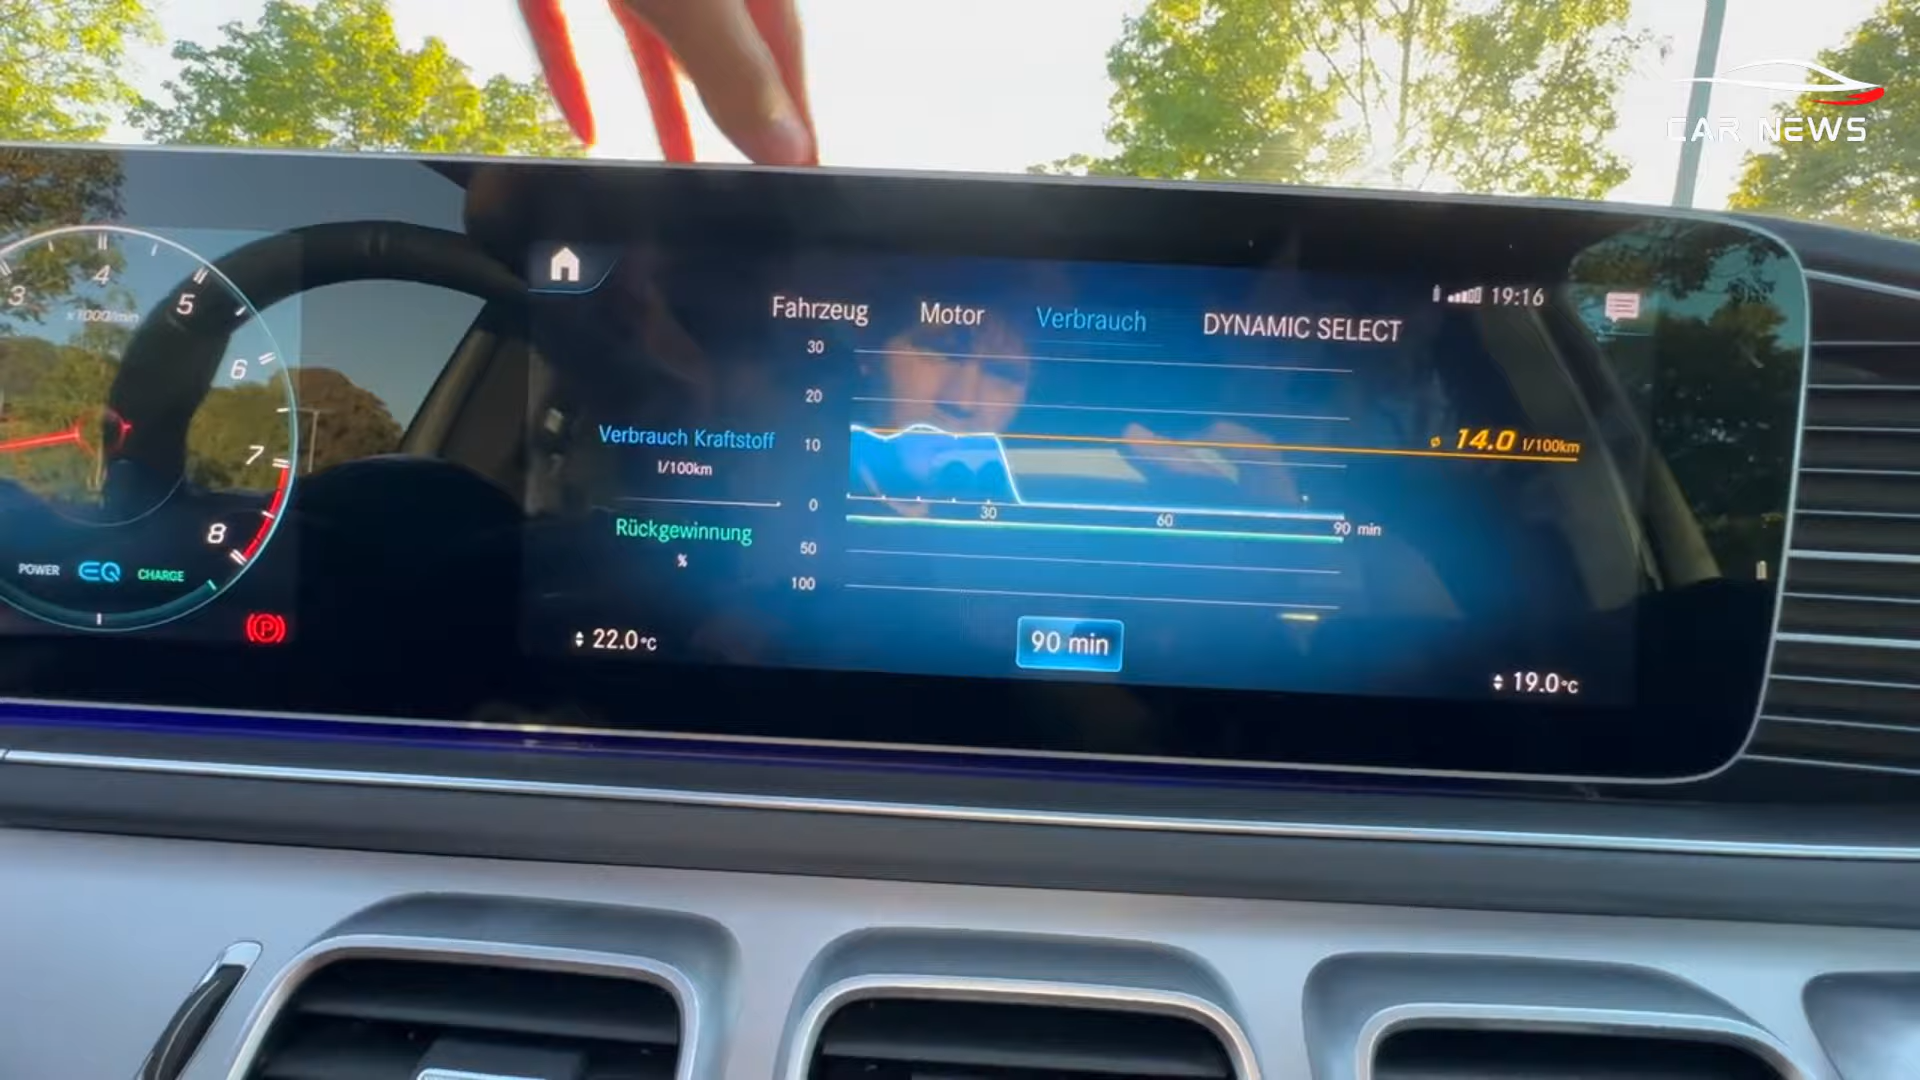 CAR NEWS
19:16
Fahrzeug Motor Verbrauch DYNAMIC SELECT
30
20
10
0
50
100
Verbrauch Kraftstoff
l/100km
Rückgewinnung
%
ø 14.0 l/100km
30 60 90 min
90 min
22.0°C
19.0°C
3 4 5 6 7 8
x1000/min
POWER EQ CHARGE
P